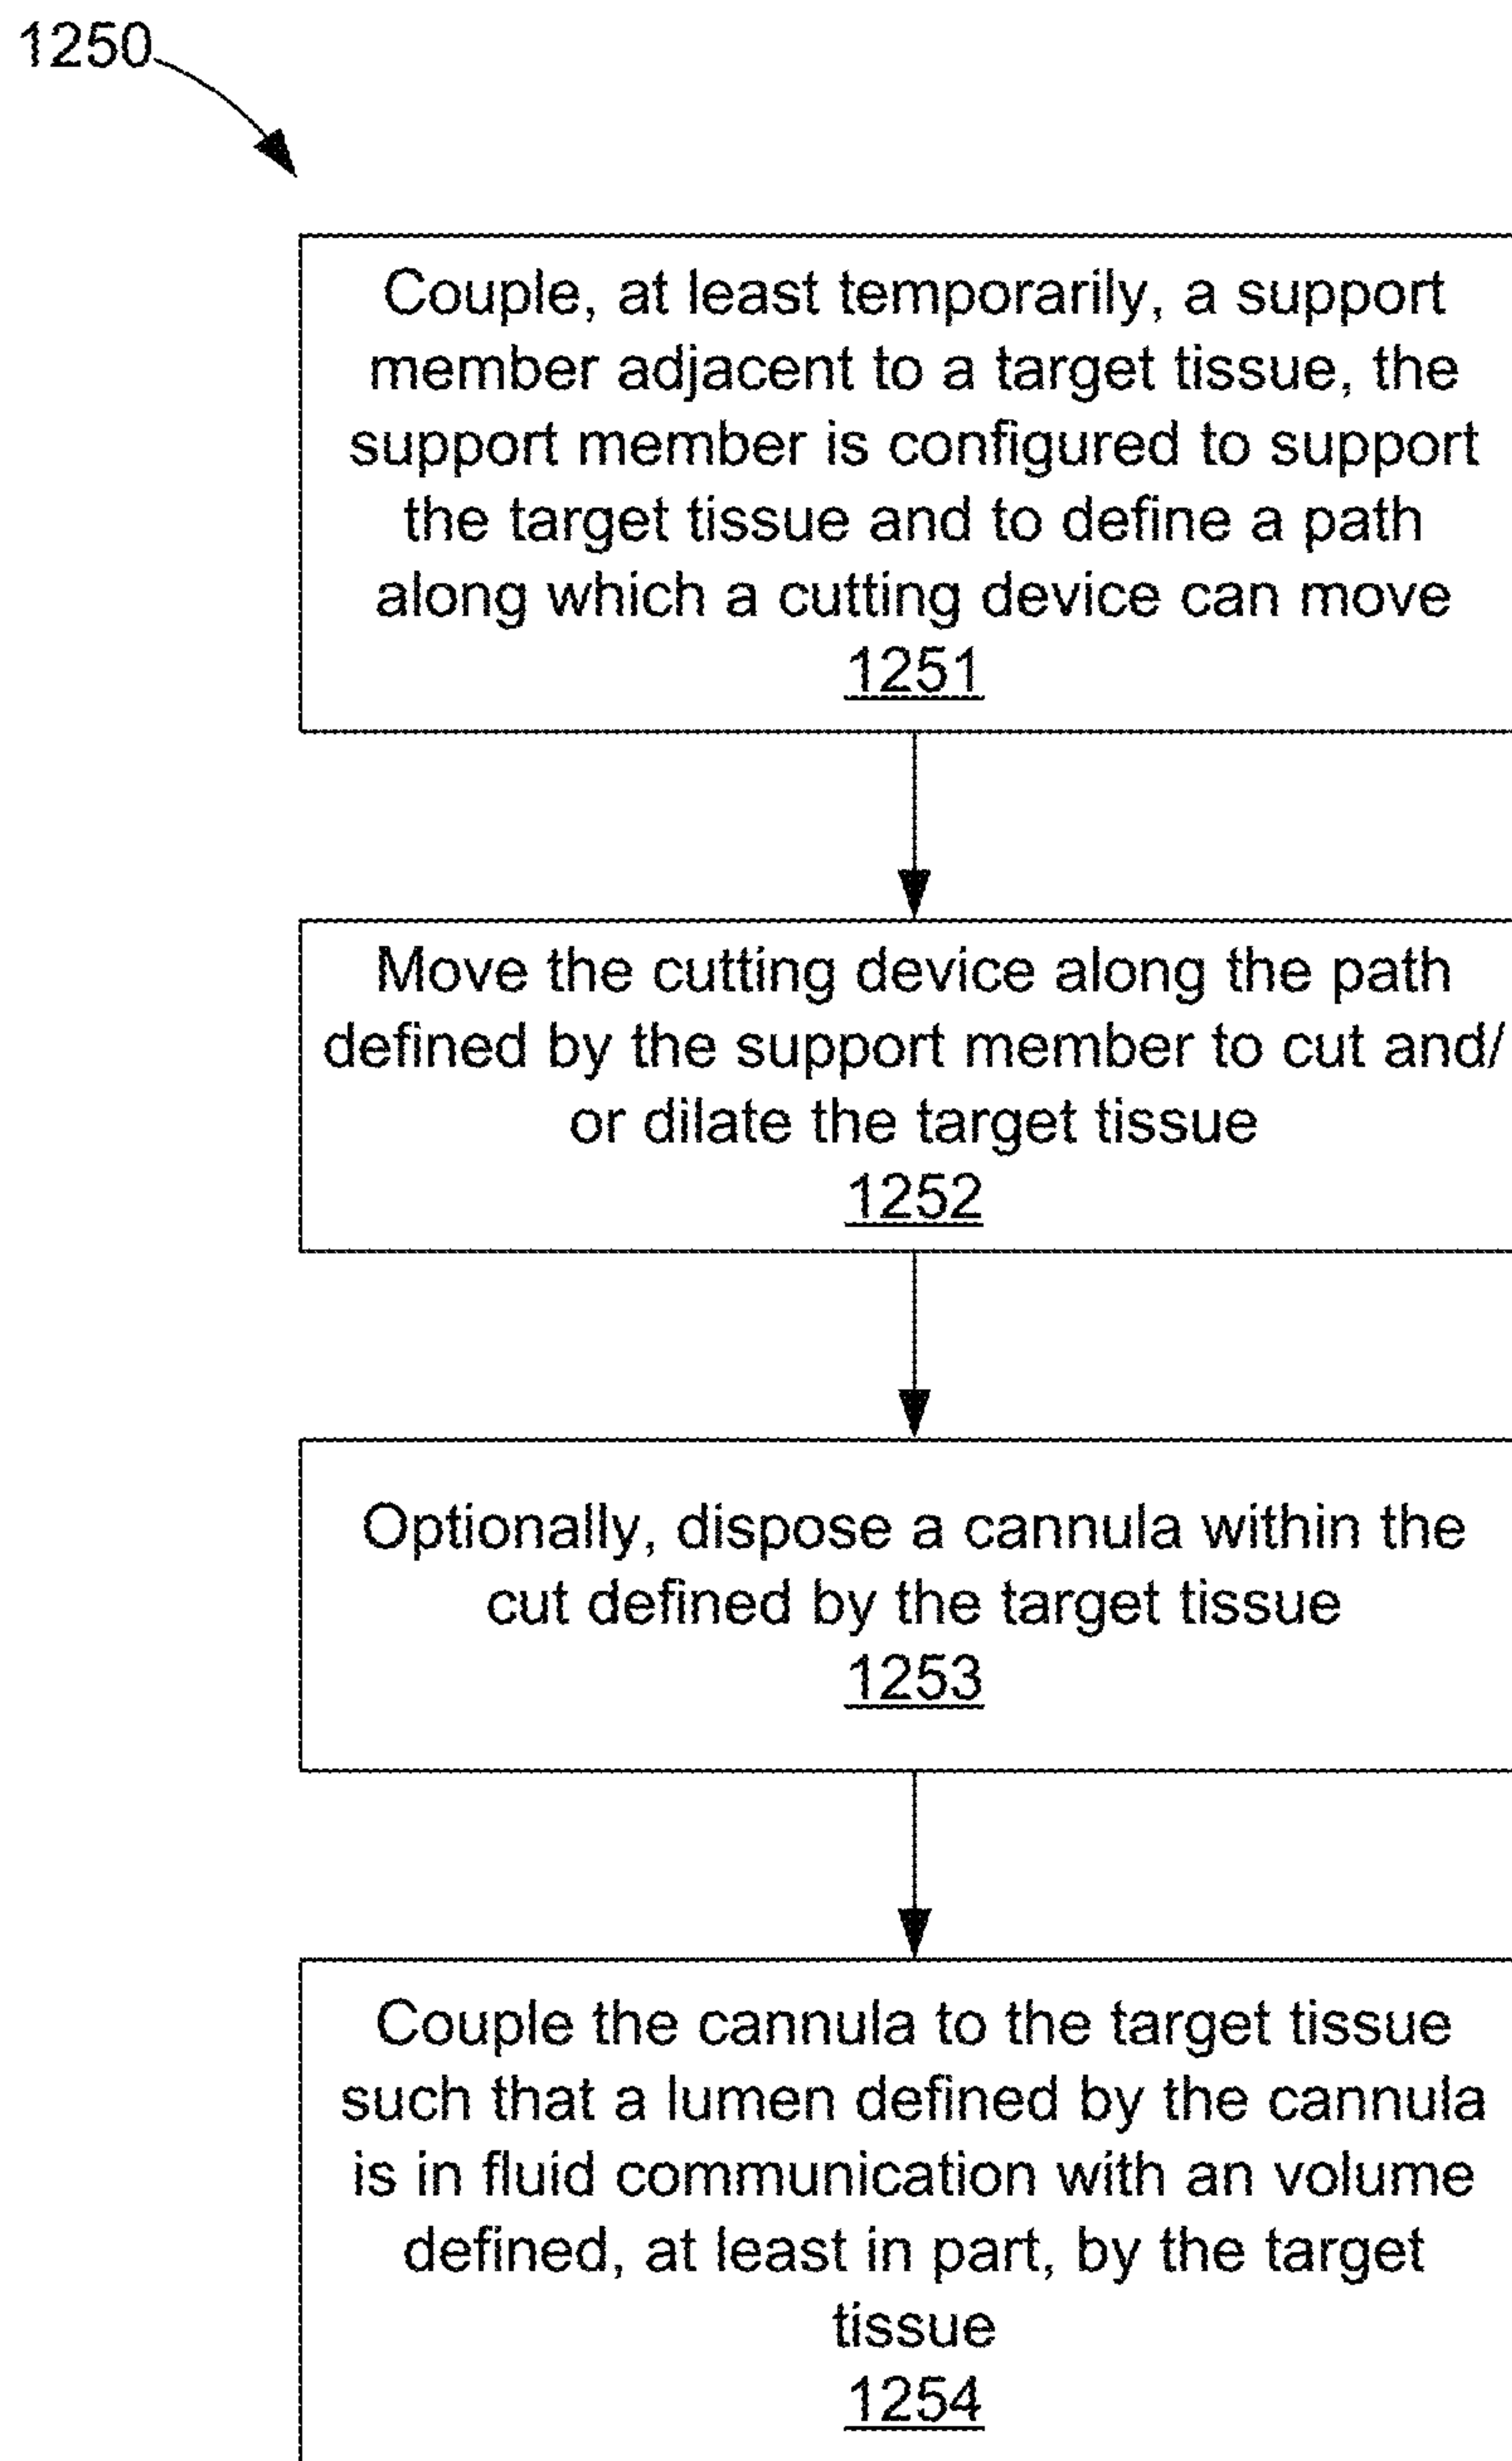 1250
Couple, at least temporarily, a support
member adjacent to a target tissue, the
support member is configured to support
the target tissue and to define a path
along which a cutting device can move
1251
Move the cutting device along the path
defined by the support member to cut and/
or dilate the target tissue
1252
Optionally, dispose a cannula within the
cut defined by the target tissue
1253
Couple the cannula to the target tissue
such that a lumen defined by the cannula
is in fluid communication with an volume
defined, at least in part, by the target
tissue
1254